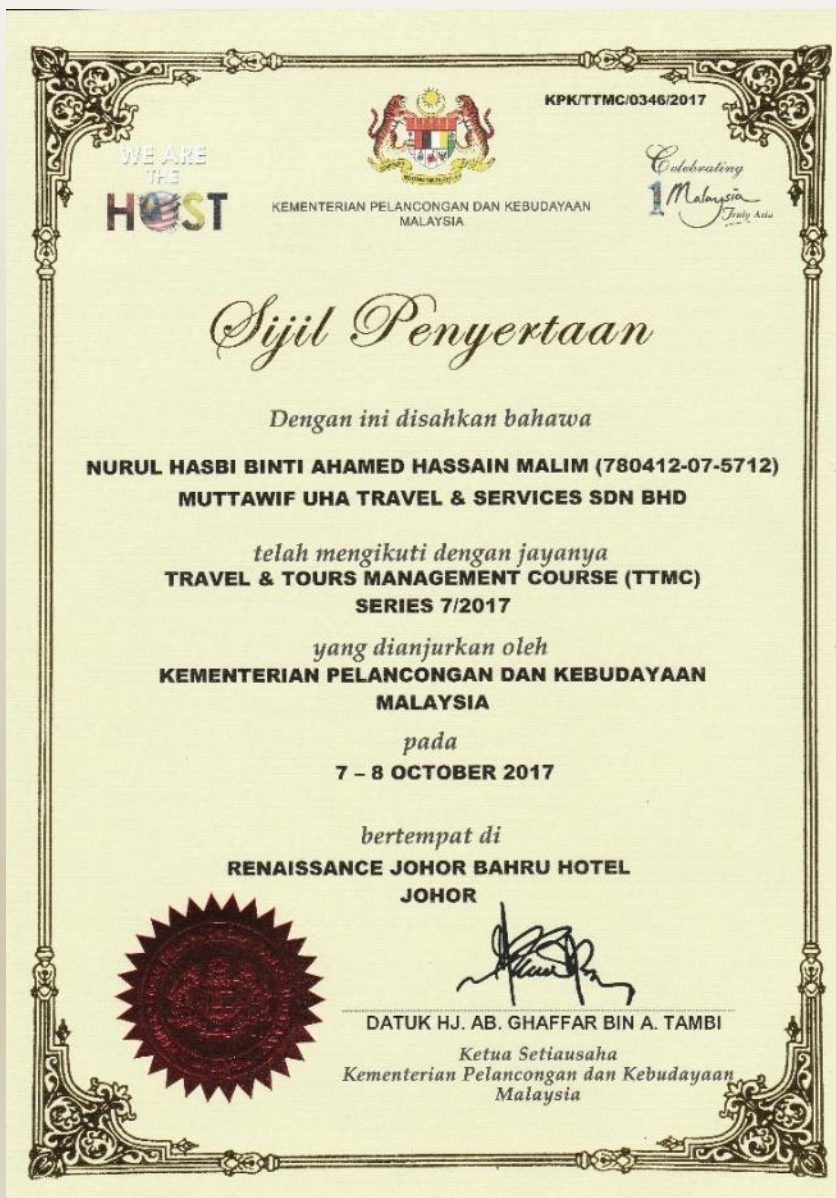 KPK/TTMC/0346/2017
WE ARE
THE
HOST
Celebrating
1Malaysia
Truly Asia
KEMENTERIAN PELANCONGAN DAN KEBUDAYAAN
MALAYSIA
Sijil Penyertaan
Dengan ini disahkan bahawa
NURUL HASBI BINTI AHAMED HASSAIN MALIM (780412-07-5712)
MUTTAWIF UHA TRAVEL & SERVICES SDN BHD
telah mengikuti dengan jayanya
TRAVEL & TOURS MANAGEMENT COURSE (TTMC)
SERIES 7/2017
yang dianjurkan oleh
KEMENTERIAN PELANCONGAN DAN KEBUDAYAAN
MALAYSIA
pada
7 – 8 OCTOBER 2017
bertempat di
RENAISSANCE JOHOR BAHRU HOTEL
JOHOR
DATUK HJ. AB. GHAFFAR BIN A. TAMBI
Ketua Setiausaha
Kementerian Pelancongan dan Kebudayaan
Malaysia